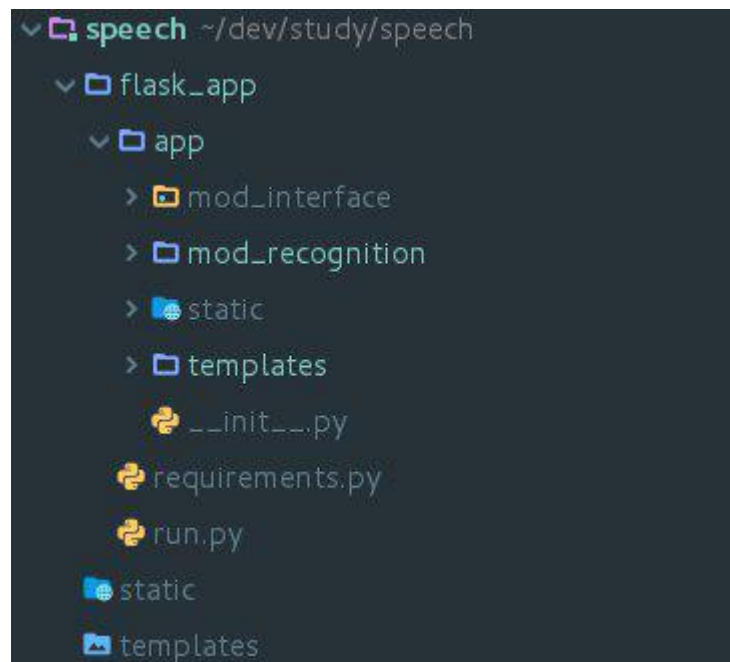 speech ~/dev/study/speech
flask_app
app
mod_interface
mod_recognition
static
templates
__init__.py
requirements.py
run.py
static
templates